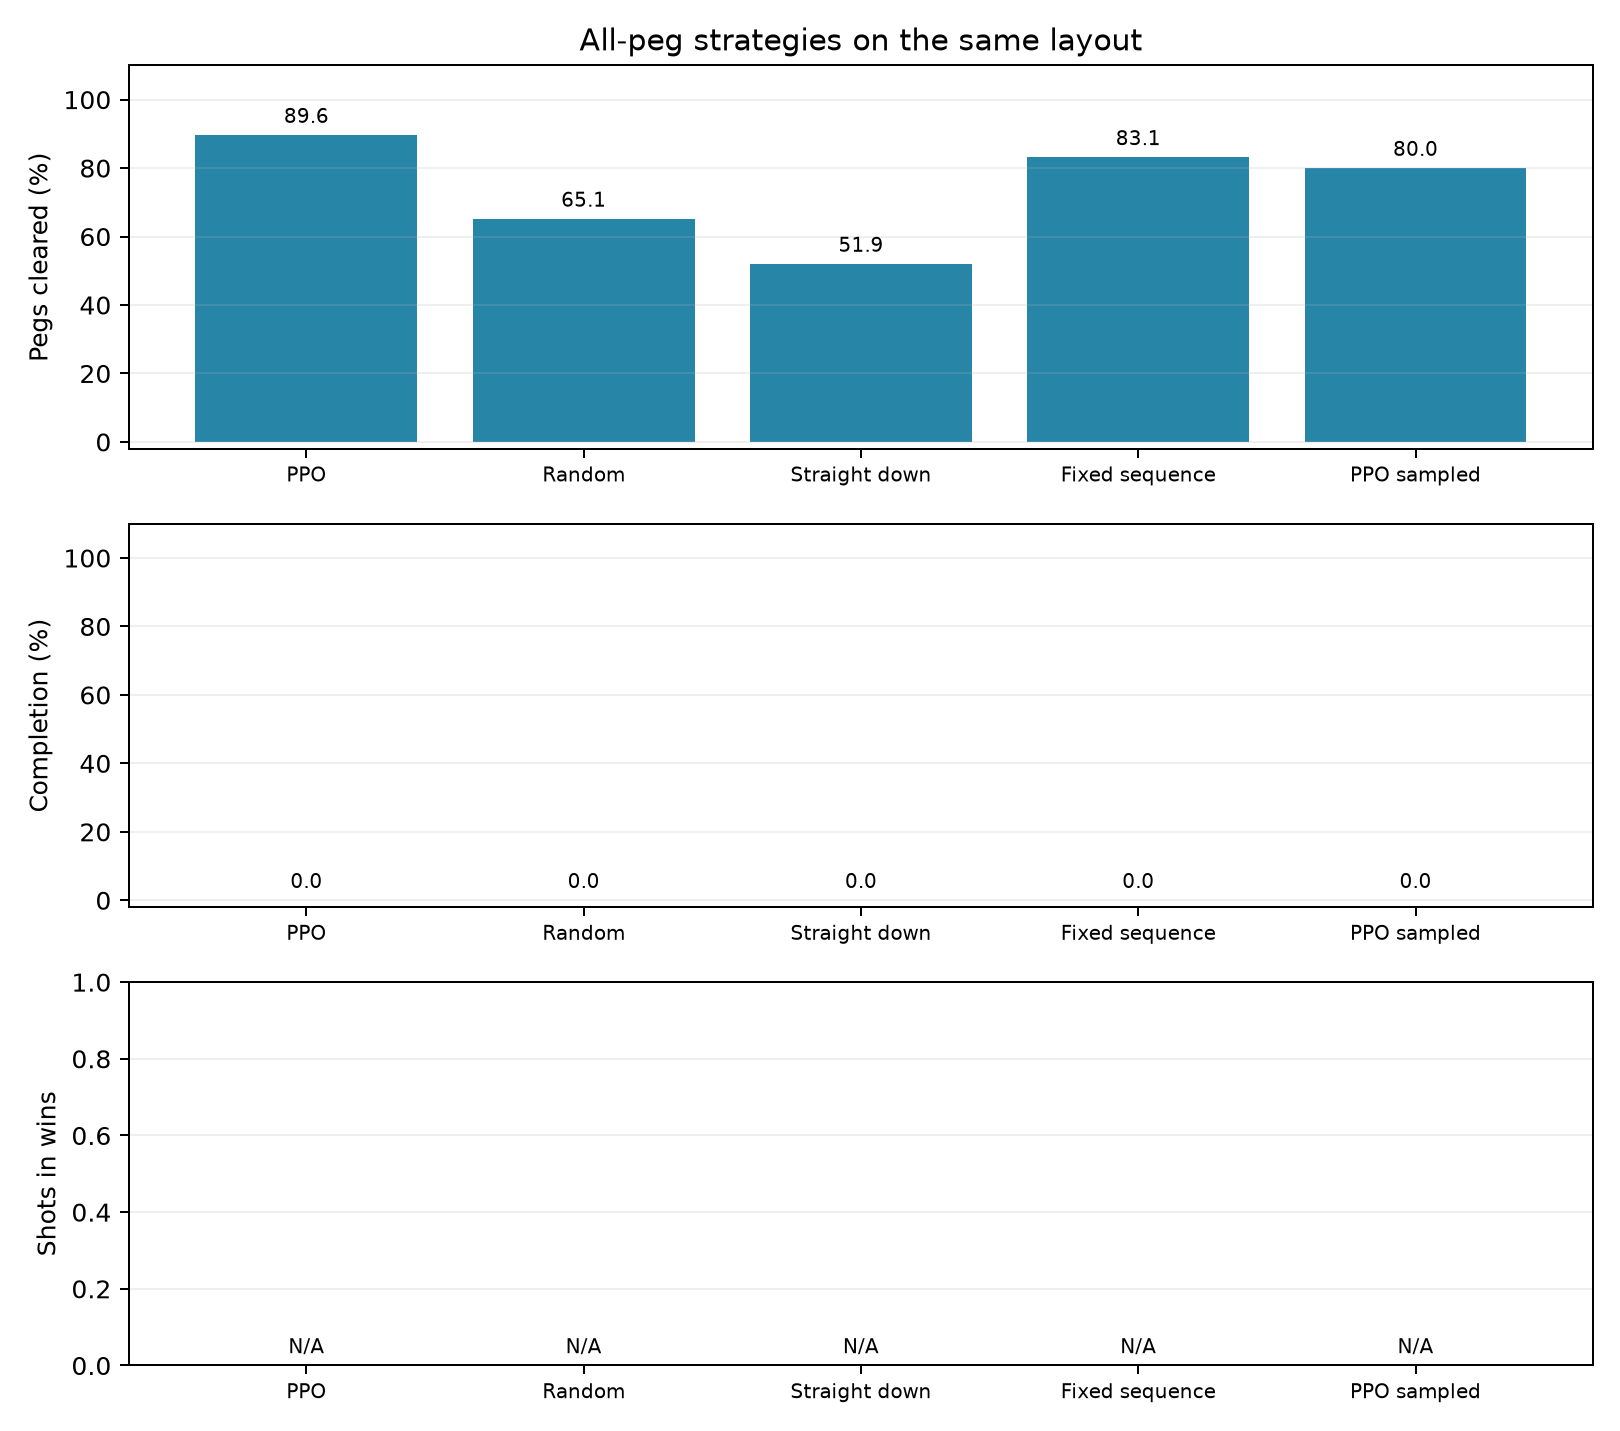 All-peg strategies on the same layout
Pegs cleared (%)
100
80
60
40
20
0
89.6
65.1
51.9
83.1
80.0
PPO
Random
Straight down
Fixed sequence
PPO sampled
Completion (%)
100
80
60
40
20
0
0.0
0.0
0.0
0.0
0.0
PPO
Random
Straight down
Fixed sequence
PPO sampled
Shots in wins
1.0
0.8
0.6
0.4
0.2
0.0
N/A
N/A
N/A
N/A
N/A
PPO
Random
Straight down
Fixed sequence
PPO sampled